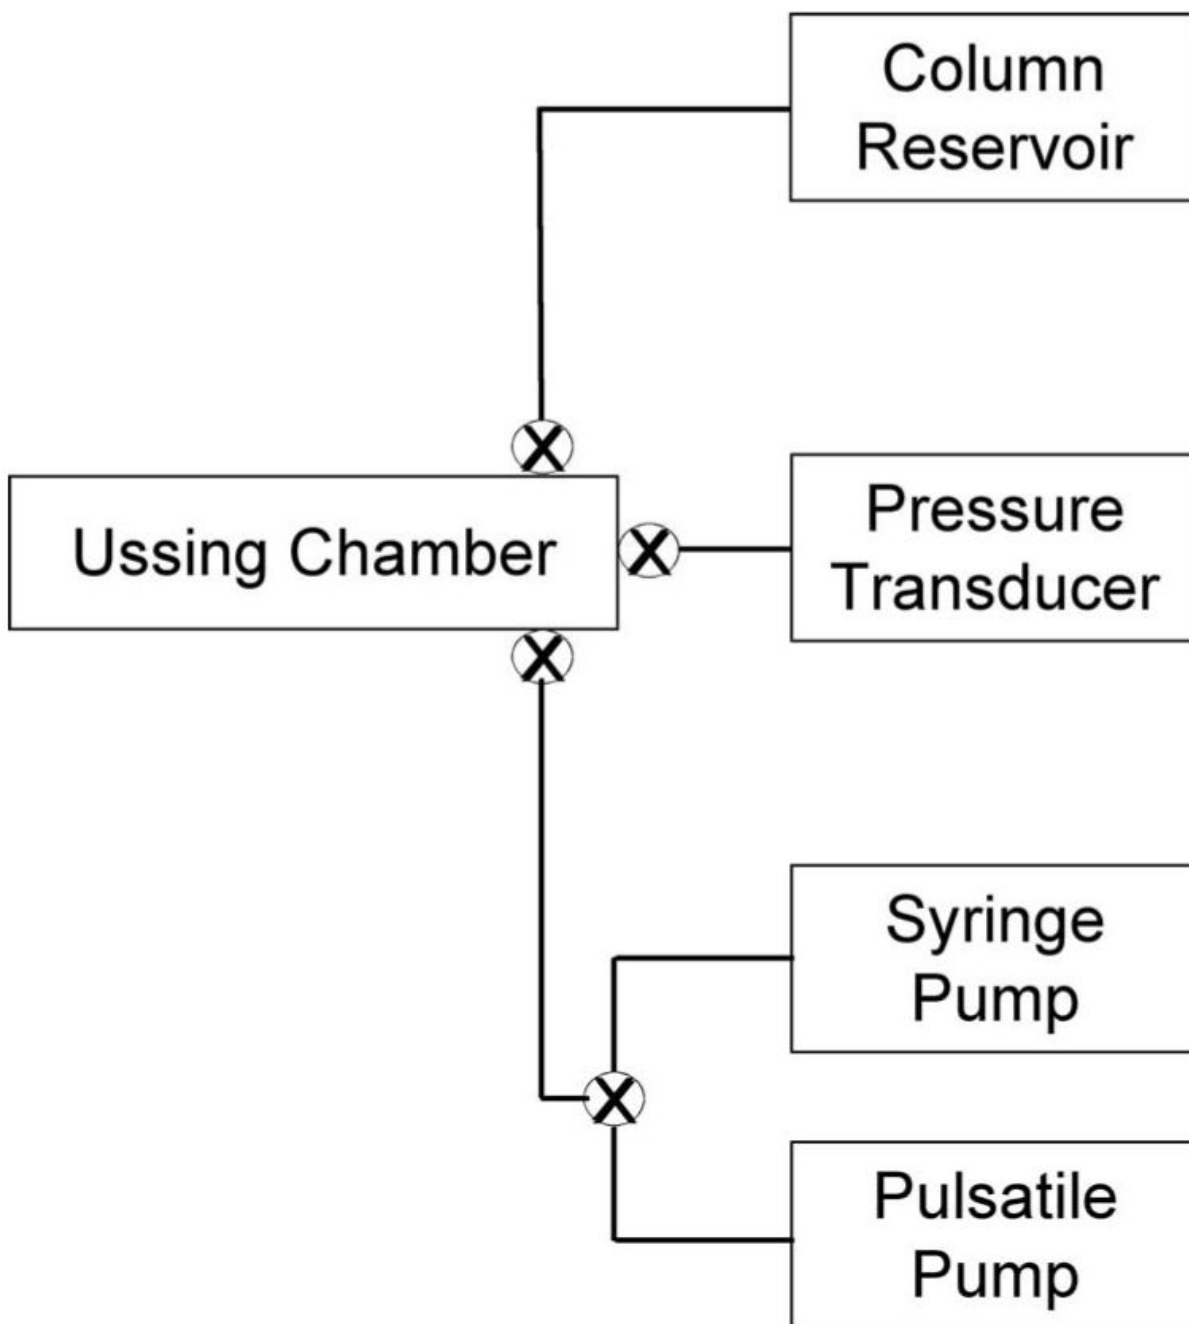 Column
Reservoir
Ussing Chamber
Pressure
Transducer
Syringe
Pump
Pulsatile
Pump